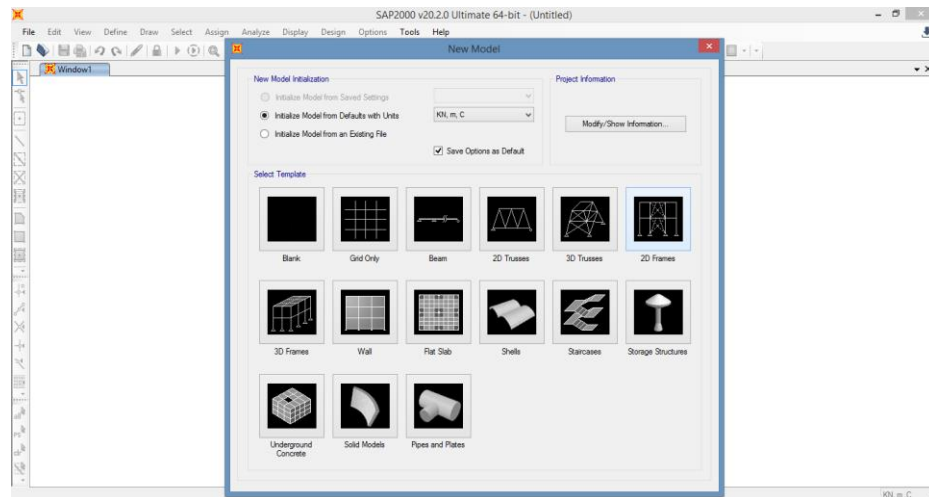 SAP2000 v20.2.0 Ultimate 64-bit - (Untitled)
File Edit View Define Draw Select Assign Analyze Display Design Options Tools Help
New Model
Window1
New Model Initialization
Project Information
Initialize Model from Saved Settings
Initialize Model from Defaults with Units
KN, m, C
Modify/Show Information...
Initialize Model from an Existing File
Save Options as Default
Select Template
Blank
Grid Only
Beam
2D Trusses
3D Trusses
2D Frames
3D Frames
Wall
Flat Slab
Shells
Staircases
Storage Structures
Underground
Concrete
Solid Models
Pipes and Plates
KN, m, C